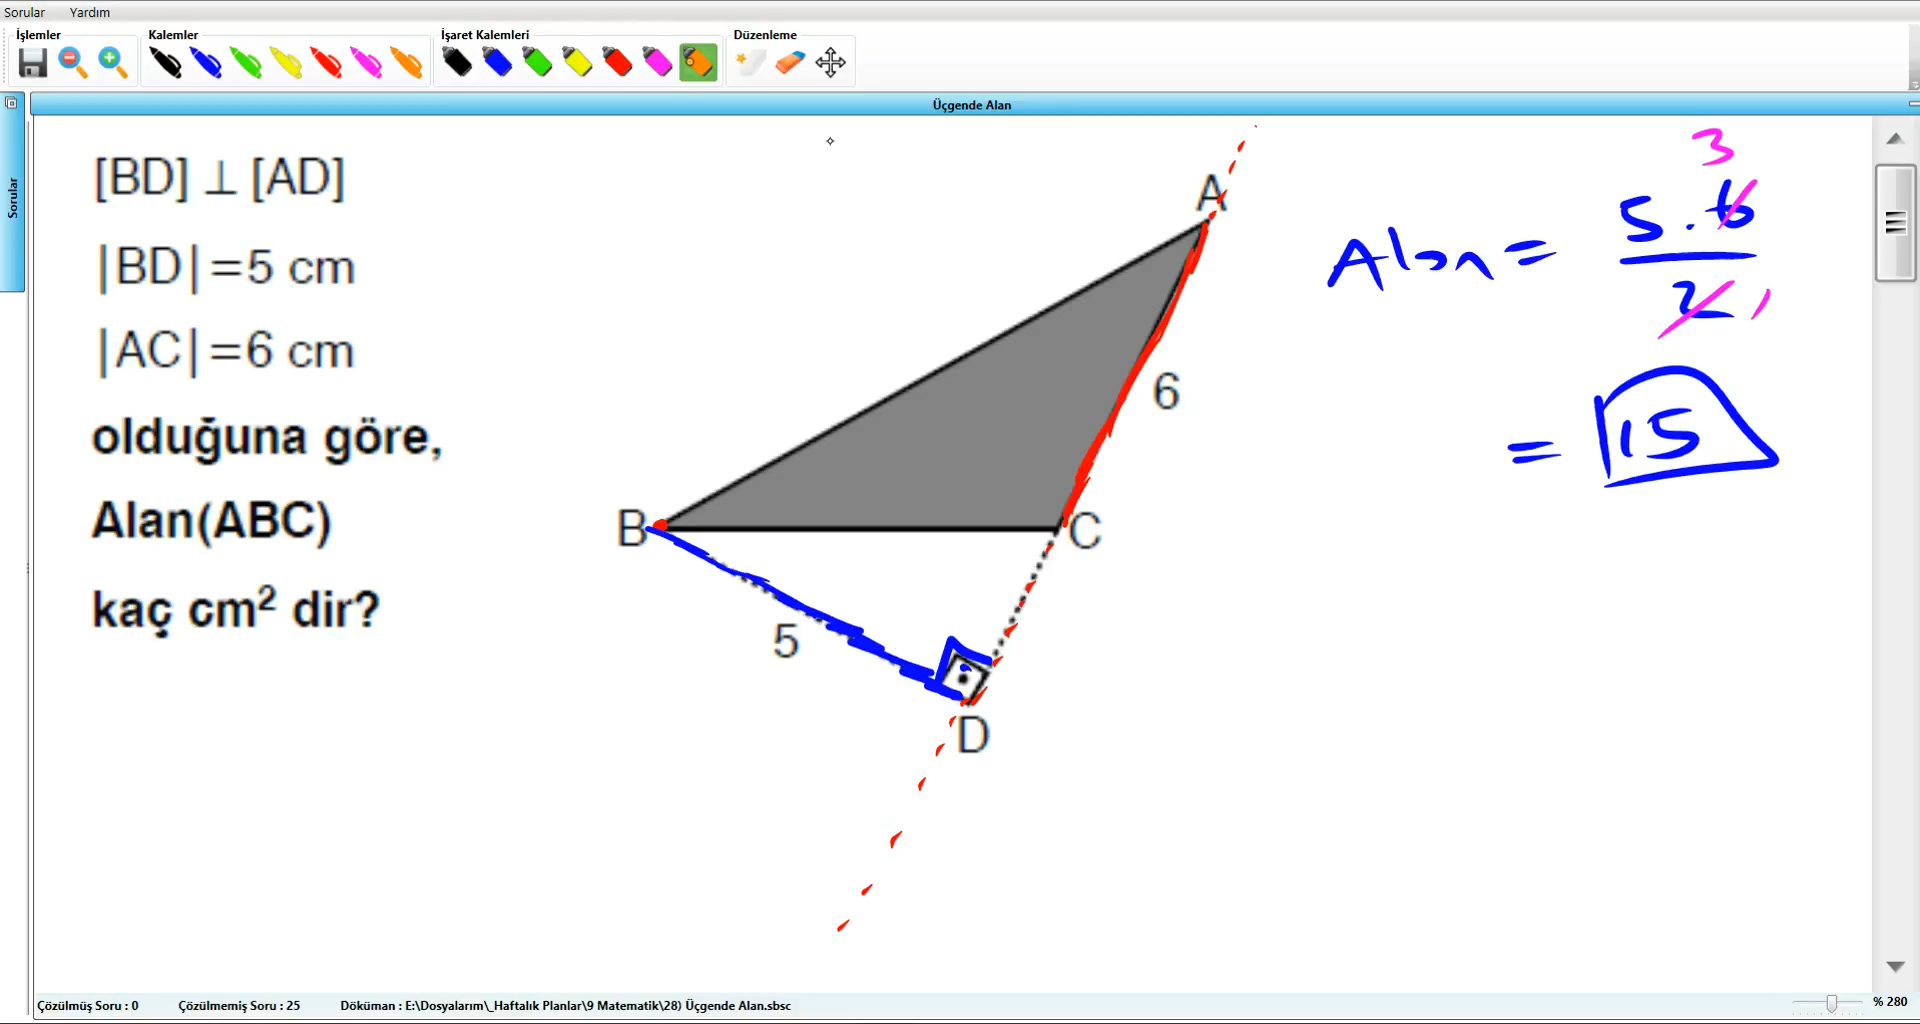 Sorular Yardım
İşlemler Kalemler İşaret Kalemleri Düzenleme
Üçgende Alan
Sorular
[BD] ⊥ [AD]
|BD|=5 cm
|AC|=6 cm
olduğuna göre,
Alan(ABC)
kaç cm² dir?
A
6
B
C
5
D
3
Alan = 5.6
2 1
= 15
Çözülmüş Soru : 0 Çözülmemiş Soru : 25 Döküman : E:\Dosyalarım\_Haftalık Planlar\9 Matematik\28) Üçgende Alan.sbsc % 280